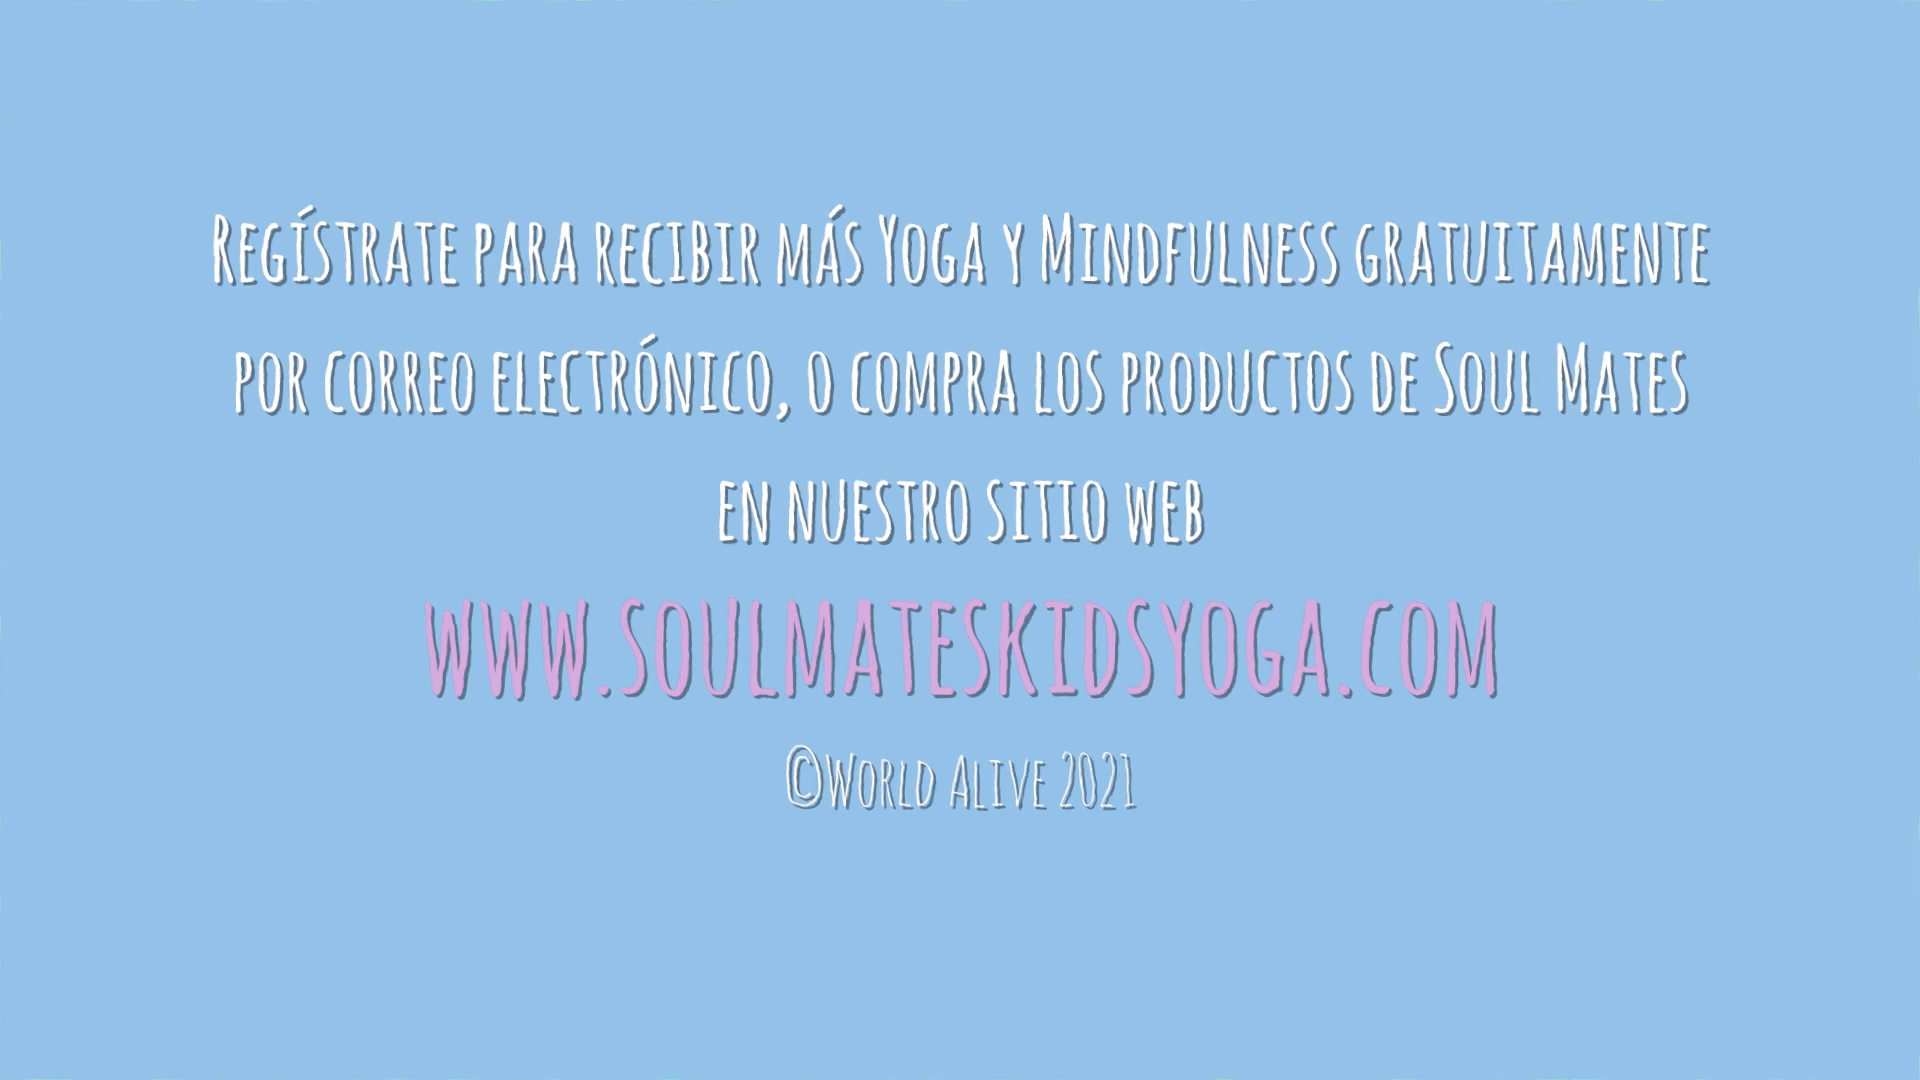 Regístrate para recibir más Yoga y Mindfulness gratuitamente
por correo electrónico, o compra los productos de Soul Mates
en nuestro sitio web
www.soulmateskidsyoga.com
©World Alive 2021